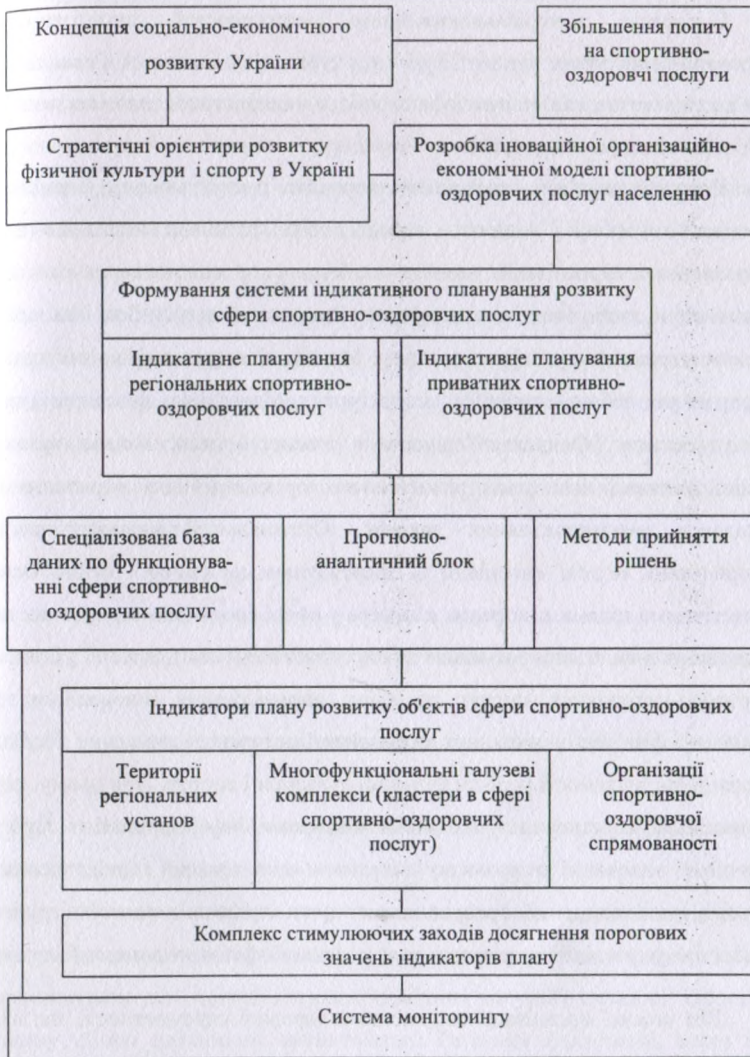 Концепція соціально-економічного
розвитку України
Збільшення попиту
на спортивно-
оздоровчі послуги
Стратегічні орієнтири розвитку
фізичної культури і спорту в Україні
Розробка іноваційної організаційно-
економічної моделі спортивно-
оздоровчих послуг населенню
Формування системи індикативного планування розвитку
сфери спортивно-оздоровчих послуг
Індикативне планування
регіональних спортивно-
оздоровчих послуг
Індикативне планування
приватних спортивно-
оздоровчих послуг
Спеціалізована база
даних по функціонува-
нні сфери спортивно-
оздоровчих послуг
Прогнозно-
аналітичний блок
Методи прийняття
рішень
Індикатори плану розвитку об'єктів сфери спортивно-оздоровчих
послуг
Території
регіональних
установ
Многофункціональні галузеві
комплекси (кластери в сфері
спортивно-оздоровчих
послуг)
Організації
спортивно-
оздоровчої
спрямованості
Комплекс стимулюючих заходів досягнення порогових
значень індикаторів плану
Система моніторингу